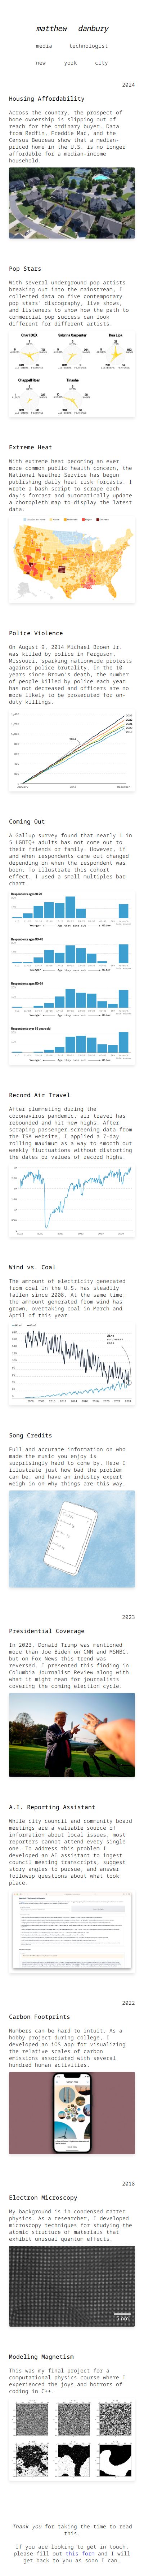 matthew danbury
media technologist
new york city
2024
Housing Affordability
Across the country, the prospect of
home ownership is slipping out of
reach for the ordinary buyer. Data
from Redfin, Freddie Mac, and the
Census Bureau show that a median-
priced home in the U.S. is no longer
affordable for a median-income
household.
Pop Stars
With several underground pop artists
breaking out into the mainstream, I
collected data on five contemporary
pop stars' discography, live shows,
and listeners to show how the path to
commercial pop success can look
different for different artists.
Charli XCX Sabrina Carpenter Dua Lipa
Chappell Roan Tinashe
Extreme Heat
With extreme heat becoming an ever
more common public health concern, the
National Weather Service has begun
publishing daily heat risk forcasts. I
wrote a bash script to scrape each
day's forcast and automatically update
a choropleth map to display the latest
data.
Police Violence
On August 9, 2014 Michael Brown Jr.
was killed by police in Ferguson,
Missouri, sparking nationwide protests
against police brutality. In the 10
years since Brown's death, the number
of people killed by police each year
has not decreased and officers are no
more likely to be prosecuted for on-
duty killings.
Coming Out
A Gallup survey found that nearly 1 in
5 LGBTQ+ adults has not come out to
their friends or family. However, if
and when respondents came out changed
depending on when the respondent was
born. To illustrate this cohort
effect, I used a small multiples bar
chart.
Record Air Travel
After plummenting during the
coronavirus pandemic, air travel has
rebounded and hit new highs. After
scraping passenger screening data from
the TSA website, I applied a 7-day
rolling maximum as a way to smooth out
weekly fluctuations without distorting
the dates or values of record highs.
Wind vs. Coal
The amount of electricity generated
from coal in the U.S. has steadily
fallen since 2008. At the same time,
the ammount generated from wind has
grown, overtaking coal in March and
April of this year.
Song Credits
Full and accurate information on who
made the music you enjoy is
surprisingly hard to come by. Here I
illustrate just how bad the problem
can be, and have an industry expert
weigh in on why things are this way.
2023
Presidential Coverage
In 2023, Donald Trump was mentioned
more than Joe Biden on CNN and MSNBC,
but on Fox News this trend was
reversed. I presented this finding in
Columbia Journalism Review along with
what it might mean for journalists
covering the coming election cycle.
A.I. Reporting Assistant
While city council and community board
meetings are a valuable source of
information about local issues, most
reporters cannot attend every single
one. To address this problem I
developed an AI assistant to ingest
council meeting transcripts, suggest
story angles to pursue, and answer
followup questions about what took
place.
2022
Carbon Footprints
Numbers can be hard to intuit. As a
hobby project during college, I
developed an iOS app for visualizing
the relative scales of carbon
emissions associated with several
hundred human activities.
2018
Electron Microscopy
My background is in condensed matter
physics. As a researcher, I developed
microscopy techniques for studying the
atomic structure of materials that
exhibit unusual quantum effects.
5 nm
Modeling Magnetism
This was my final project for a
computational physics course where I
experienced the joys and horrors of
coding in C++.
Thank you for taking the time to read
this.
If you are looking to get in touch,
please fill out this form and I will
get back to you as soon I can.